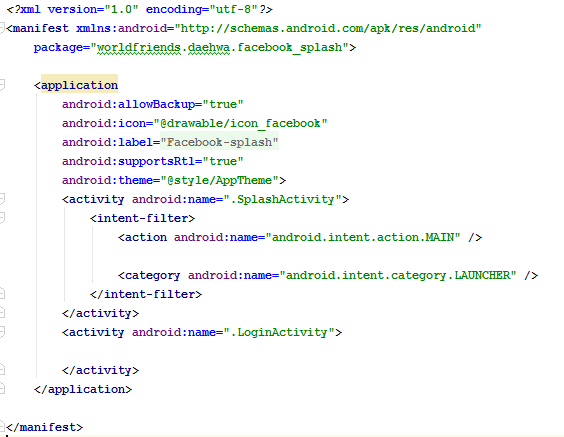 <?xml version="1.0" encoding="utf-8"?>
<manifest xmlns:android="http://schemas.android.com/apk/res/android"
    package="worldfriends.daehwa.facebook_splash">

    <application
        android:allowBackup="true"
        android:icon="@drawable/icon_facebook"
        android:label="Facebook-splash"
        android:supportsRtl="true"
        android:theme="@style/AppTheme">
        <activity android:name=".SplashActivity">
            <intent-filter>
                <action android:name="android.intent.action.MAIN" />

                <category android:name="android.intent.category.LAUNCHER" />
            </intent-filter>
        </activity>
        <activity android:name=".LoginActivity">

        </activity>
    </application>

</manifest>